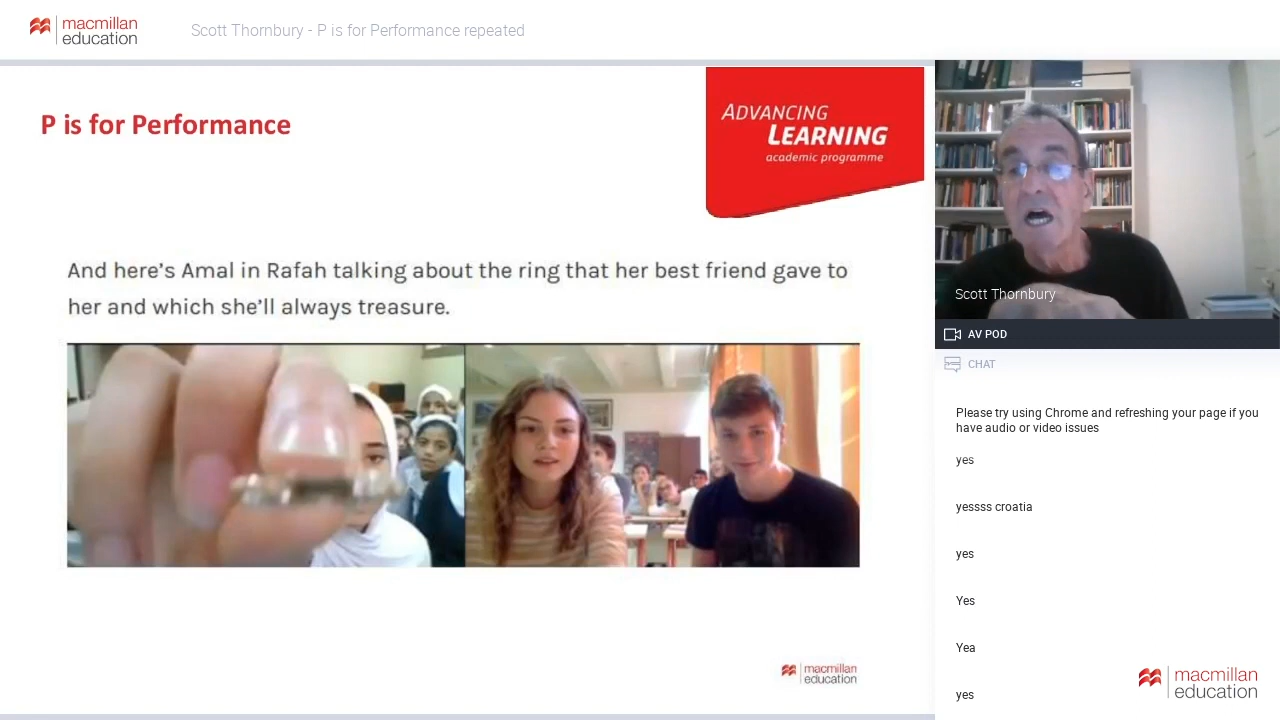 macmillan
education
Scott Thornbury - P is for Performance repeated
P is for Performance
ADVANCING
LEARNING
academic programme
And here's Amal in Rafah talking about the ring that her best friend gave to
her and which she'll always treasure.
macmillan
education
Scott Thornbury
AV POD
CHAT
Please try using Chrome and refreshing your page if you
have audio or video issues
yes
yessss croatia
yes
Yes
Yea
yes
macmillan
education